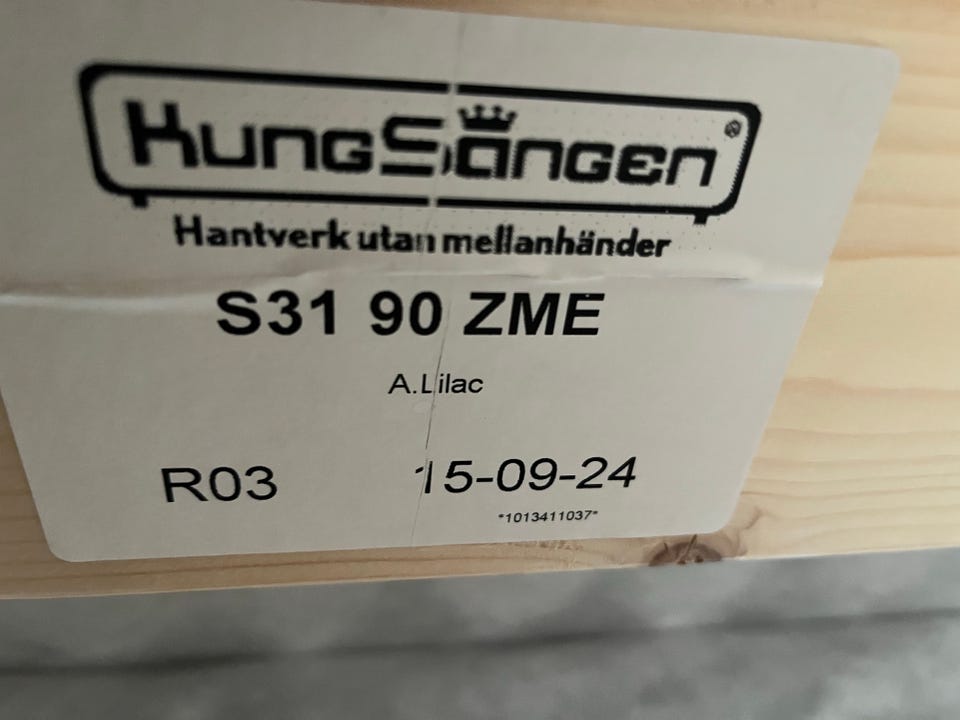 KungSängen®
Hantverk utan mellanhänder
S31 90 ZME
A.Lilac
R03 15-09-24
*1013411037*